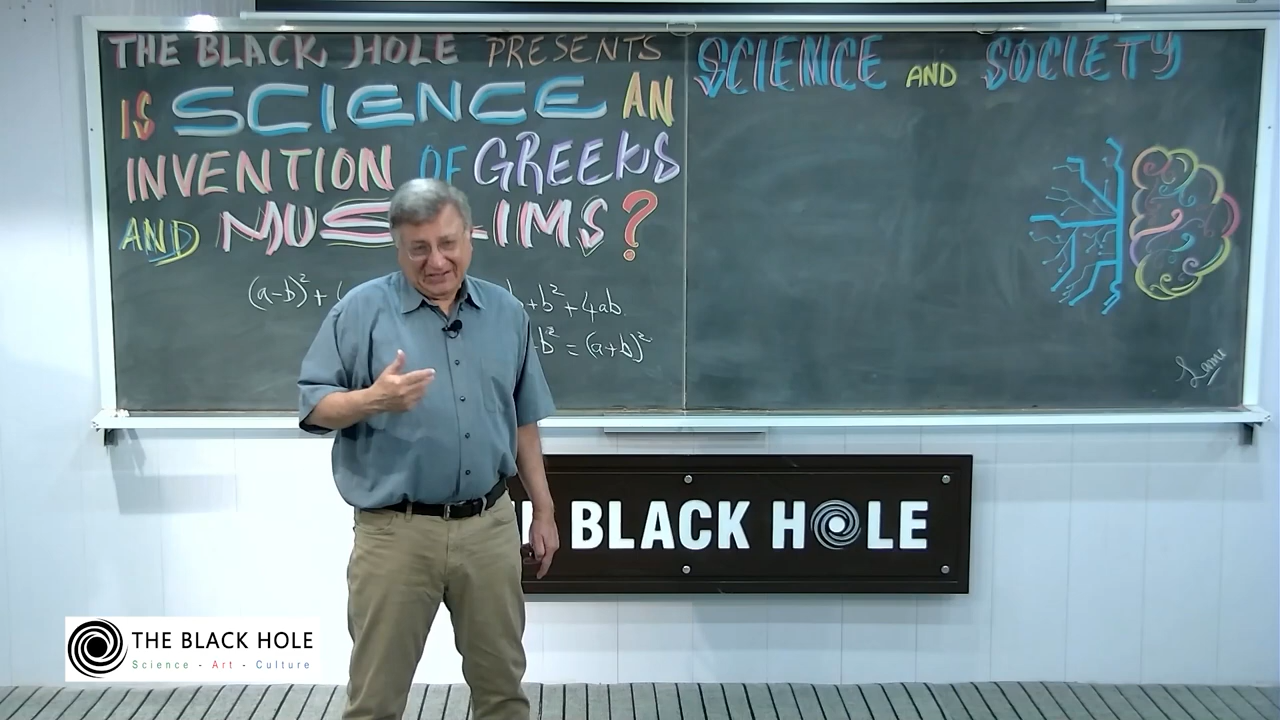 THE BLACK HOLE PRESENTS
IS SCIENCE AN
INVENTION OF GREEKS
AND MUSLIMS?
(a-b)² + (
+ b² + 4ab
b² = (a+b)²
SCIENCE AND SOCIETY
BLACK HOLE
THE BLACK HOLE
Science - Art - Culture